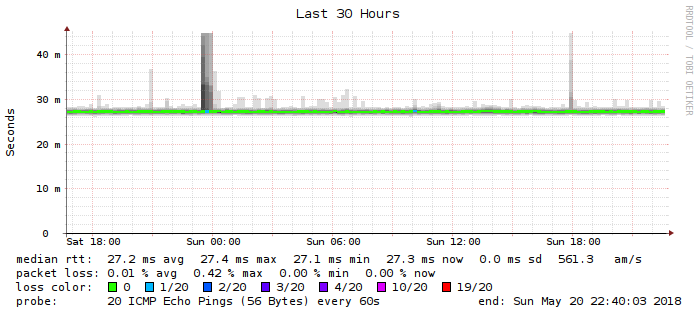 Last 30 Hours
RRDTOOL / TOBI OETIKER
Seconds
40 m
30 m
20 m
10 m
0
Sat 18:00 Sun 00:00 Sun 06:00 Sun 12:00 Sun 18:00
median rtt: 27.2 ms avg 27.4 ms max 27.1 ms min 27.3 ms now 0.0 ms sd 561.3 am/s
packet loss: 0.01 % avg 0.42 % max 0.00 % min 0.00 % now
loss color: 0 1/20 2/20 3/20 4/20 10/20 19/20
probe: 20 ICMP Echo Pings (56 Bytes) every 60s end: Sun May 20 22:40:03 2018